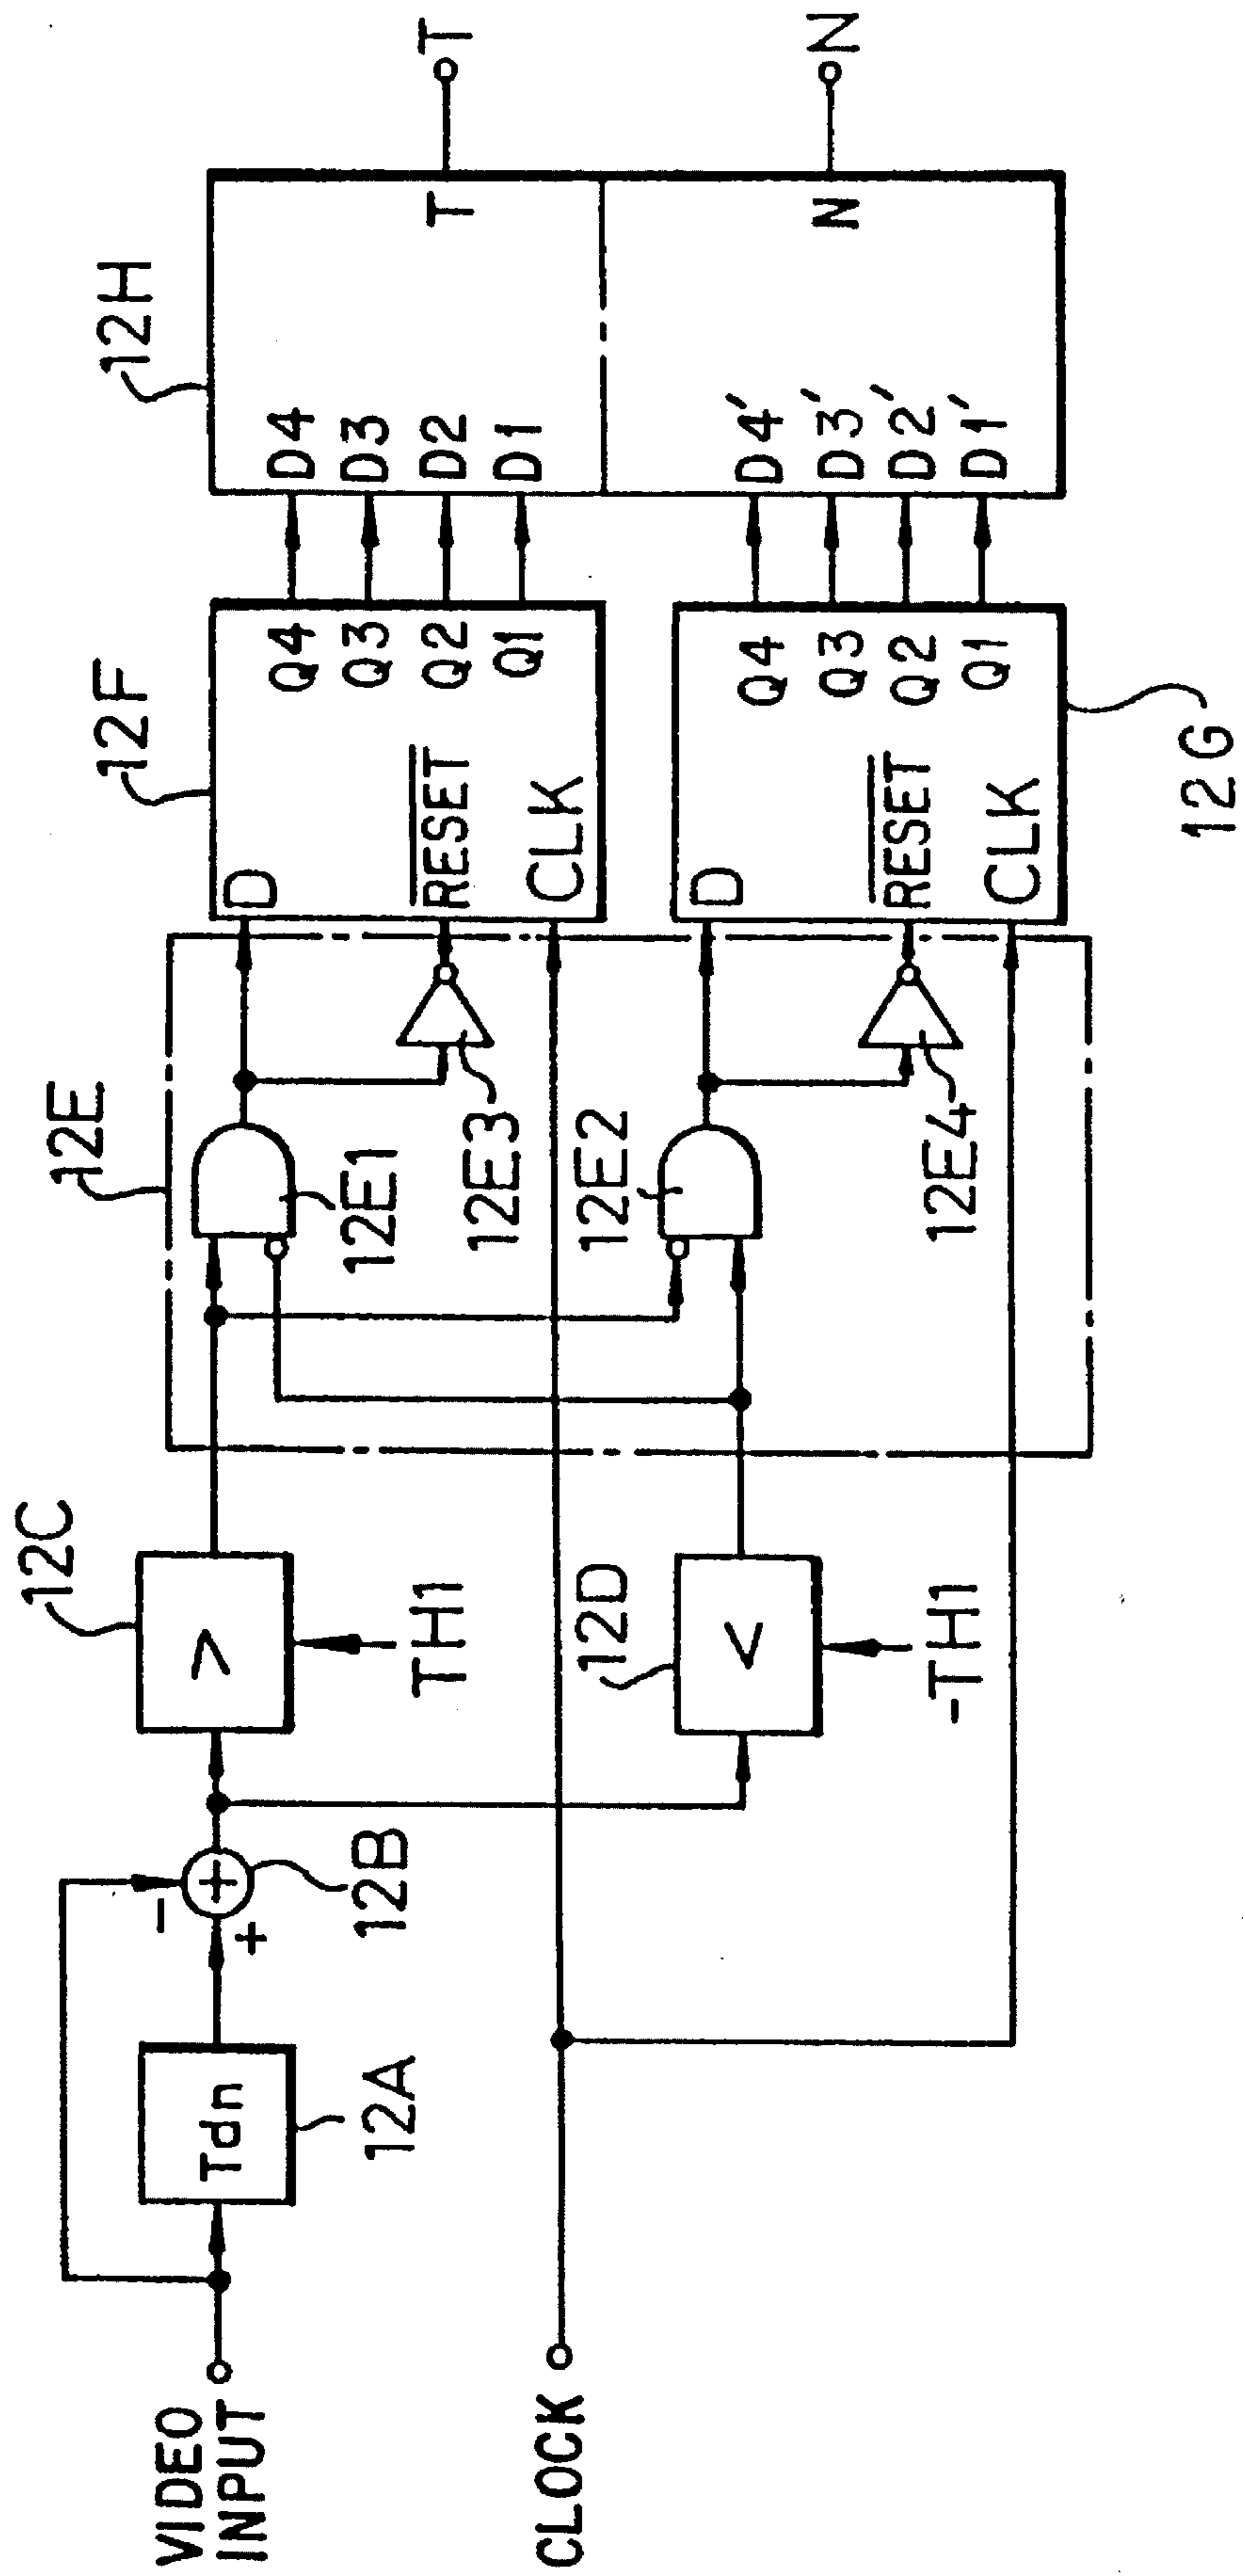 VIDEO
INPUT
Tdn
12A
-
+
+
12B
12C
>
TH1
12D
<
-TH1
CLOCK
12E
12E1
12E3
12E2
12E4
12F
D
RESET
CLK
Q4
Q3
Q2
Q1
12G
D
RESET
CLK
Q4
Q3
Q2
Q1
12H
D4
D3
D2
D1
D4'
D3'
D2'
D1'
T
N
T
N